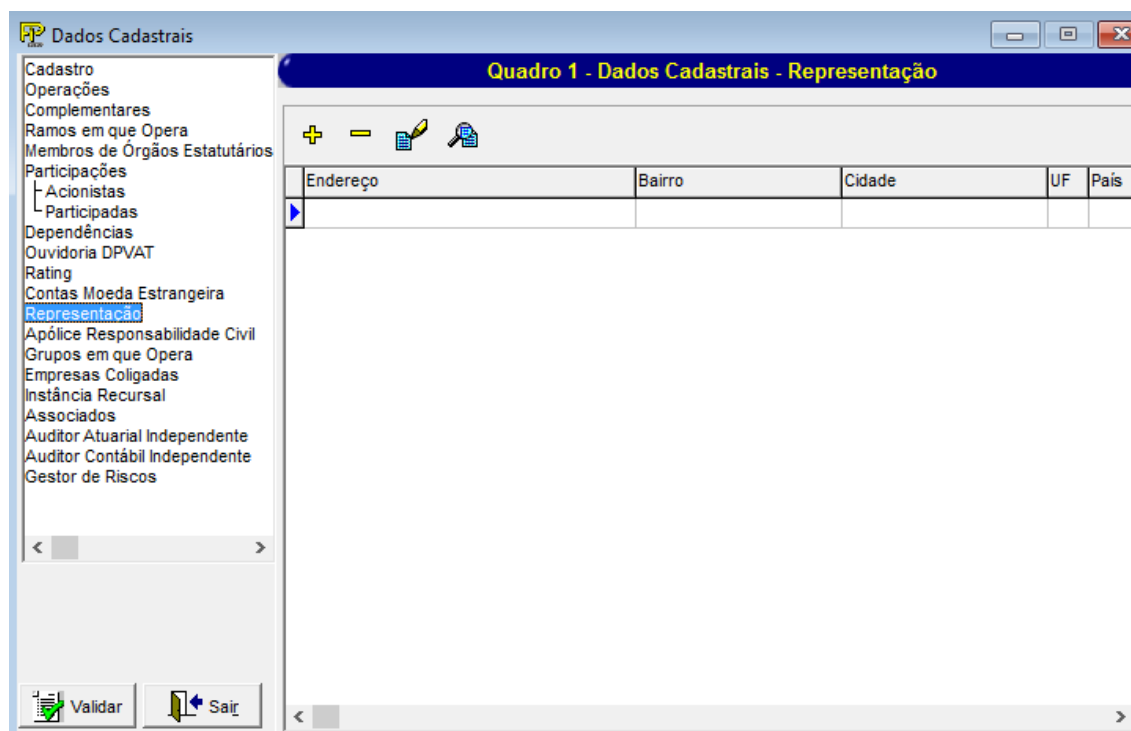 Dados Cadastrais
Cadastro
Operações
Complementares
Ramos em que Opera
Membros de Órgãos Estatutários
Participações
Acionistas
Participadas
Dependências
Ouvidoria DPVAT
Rating
Contas Moeda Estrangeira
Representação
Apólice Responsabilidade Civil
Grupos em que Opera
Empresas Coligadas
Instância Recursal
Associados
Auditor Atuarial Independente
Auditor Contábil Independente
Gestor de Riscos
Validar
Sair
Quadro 1 - Dados Cadastrais - Representação
Endereço Bairro Cidade UF País